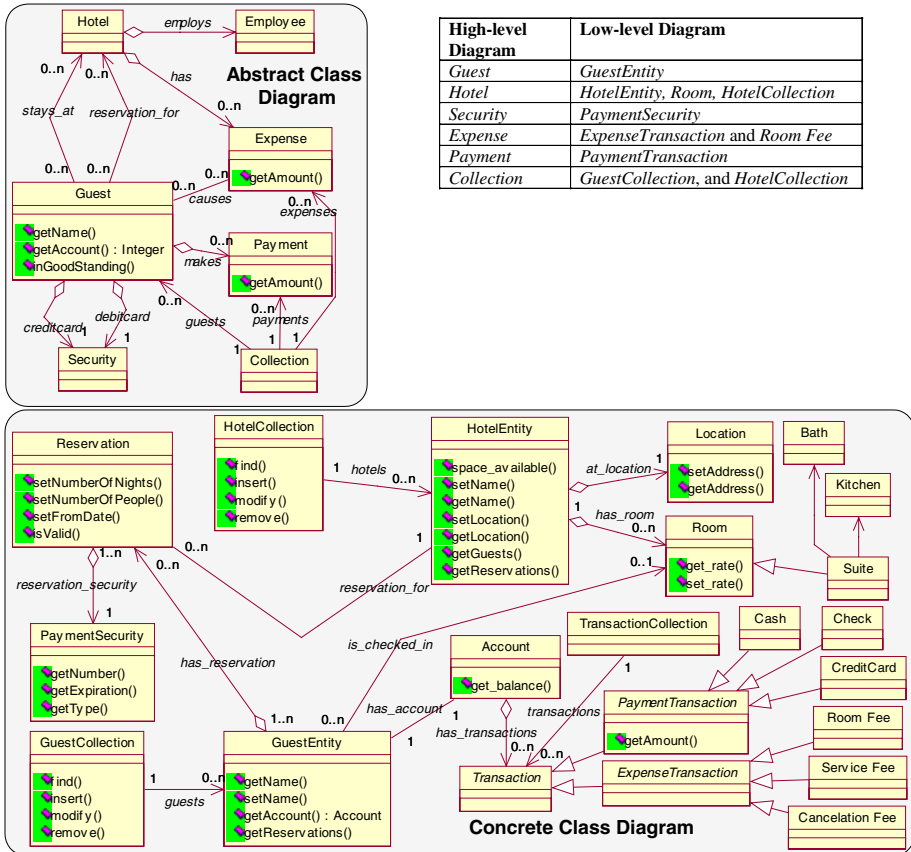 Hotel
employs
Employee
0..n
0..n
has
Abstract Class
Diagram
stays_at
reservation_for
0..n
Expense
getAmount()
0..n
0..n
0..n
0..n
causes
0..n
expenses
Guest
getName()
getAccount() : Integer
inGoodStanding()
0..n
makes
Payment
getAmount()
0..n
guests
0..n
payments
creditcard
1
debitcard
1
1
1
1
Security
Collection
High-level Diagram
Low-level Diagram
Guest
GuestEntity
Hotel
HotelEntity, Room, HotelCollection
Security
PaymentSecurity
Expense
ExpenseTransaction and Room Fee
Payment
PaymentTransaction
Collection
GuestCollection, and HotelCollection
Reservation
setNumberOfNights()
setNumberOfPeople()
setFromDate()
isValid()
HotelCollection
find()
insert()
modify()
remove()
1
hotels
0..n
HotelEntity
space_available()
setName()
getName()
setLocation()
getLocation()
getGuests()
getReservations()
at_location
1
Location
setAddress()
getAddress()
Bath
Kitchen
1
has_room
0..n
Room
get_rate()
set_rate()
Suite
1..n
0..n
0..n
1
0..1
reservation_security
1
reservation_for
PaymentSecurity
getNumber()
getExpiration()
getType()
has_reservation
is_checked_in
Account
get_balance()
TransactionCollection
1
Cash
Check
CreditCard
PaymentTransaction
getAmount()
has_account
1
transactions
has_transactions
0..n
0..n
Room Fee
GuestCollection
find()
insert()
modify()
remove()
1
guests
0..n
1..n
0..n
1
GuestEntity
getName()
setName()
getAccount() : Account
getReservations()
Transaction
ExpenseTransaction
Service Fee
Cancelation Fee
Concrete Class Diagram